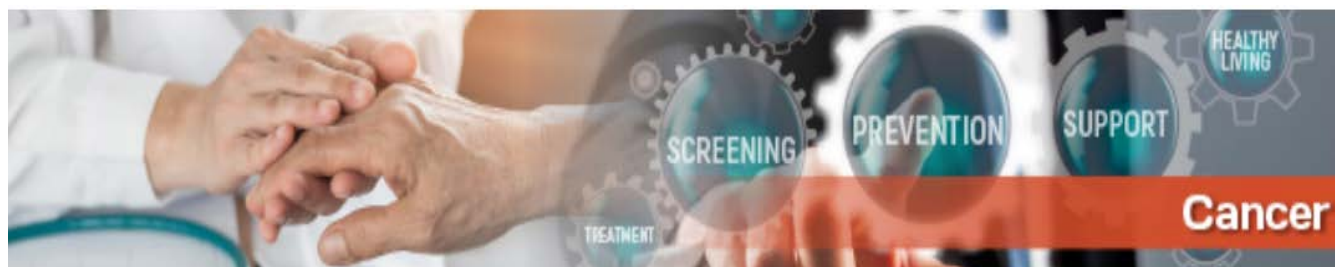 HEALTHY
LIVING
SCREENING
PREVENTION
SUPPORT
TREATMENT
Cancer